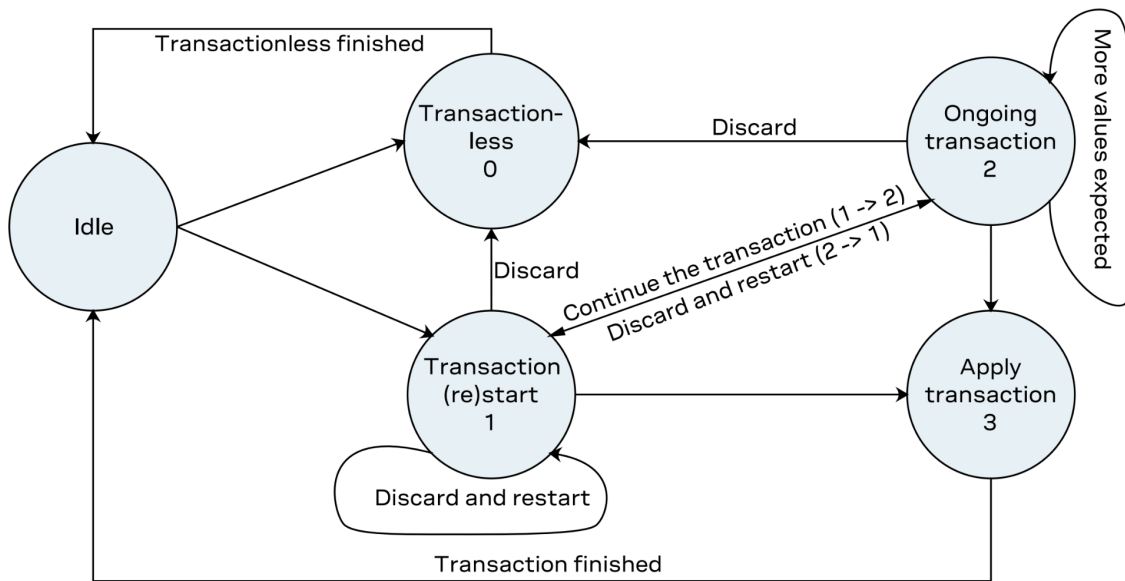 Transactionless finished
Transaction-
less
0
Ongoing
transaction
2
More values expected
Discard
Idle
Continue the transaction (1 -> 2)
Discard and restart (2 -> 1)
Discard
Transaction
(re)start
1
Apply
transaction
3
Discard and restart
Transaction finished